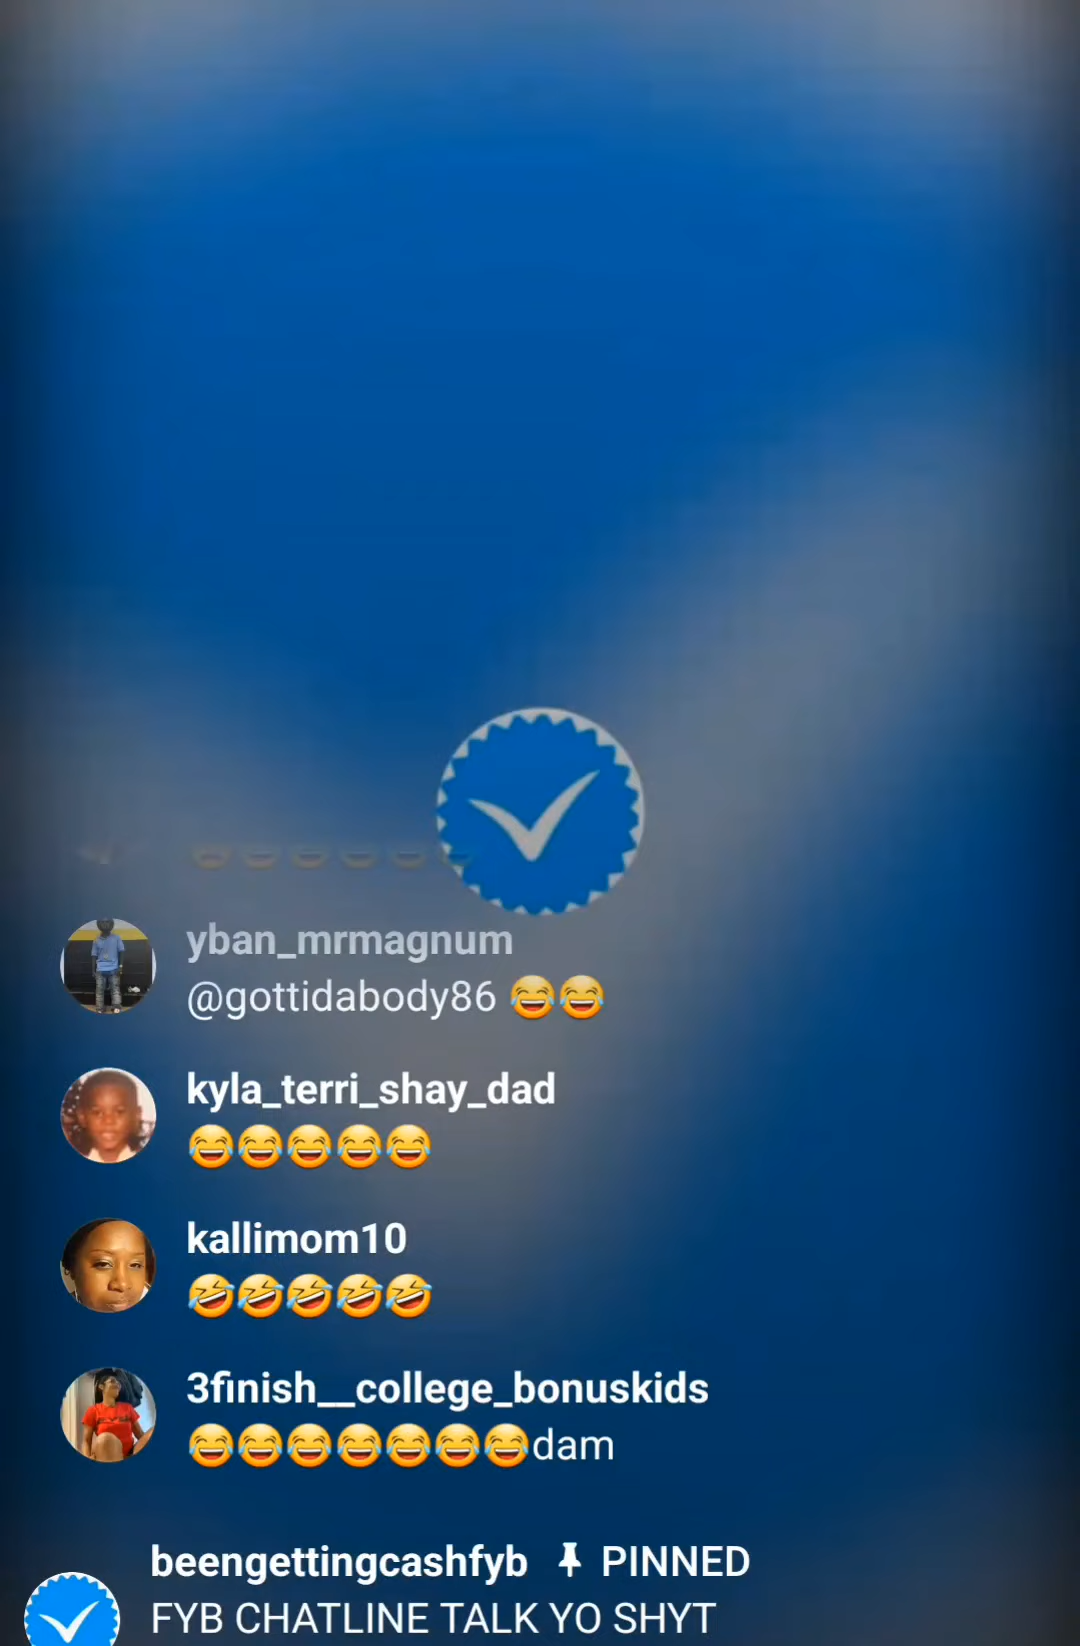 yban_mrmagnum
@gottidabody86 😂😂
kyla_terri_shay_dad
😂😂😂😂😂
kallimom10
🤣🤣🤣🤣🤣
3finish__college_bonuskids
😂😂😂😂😂😂😂dam
beengettingcashfyb 📌 PINNED
FYB CHATLINE TALK YO SHYT